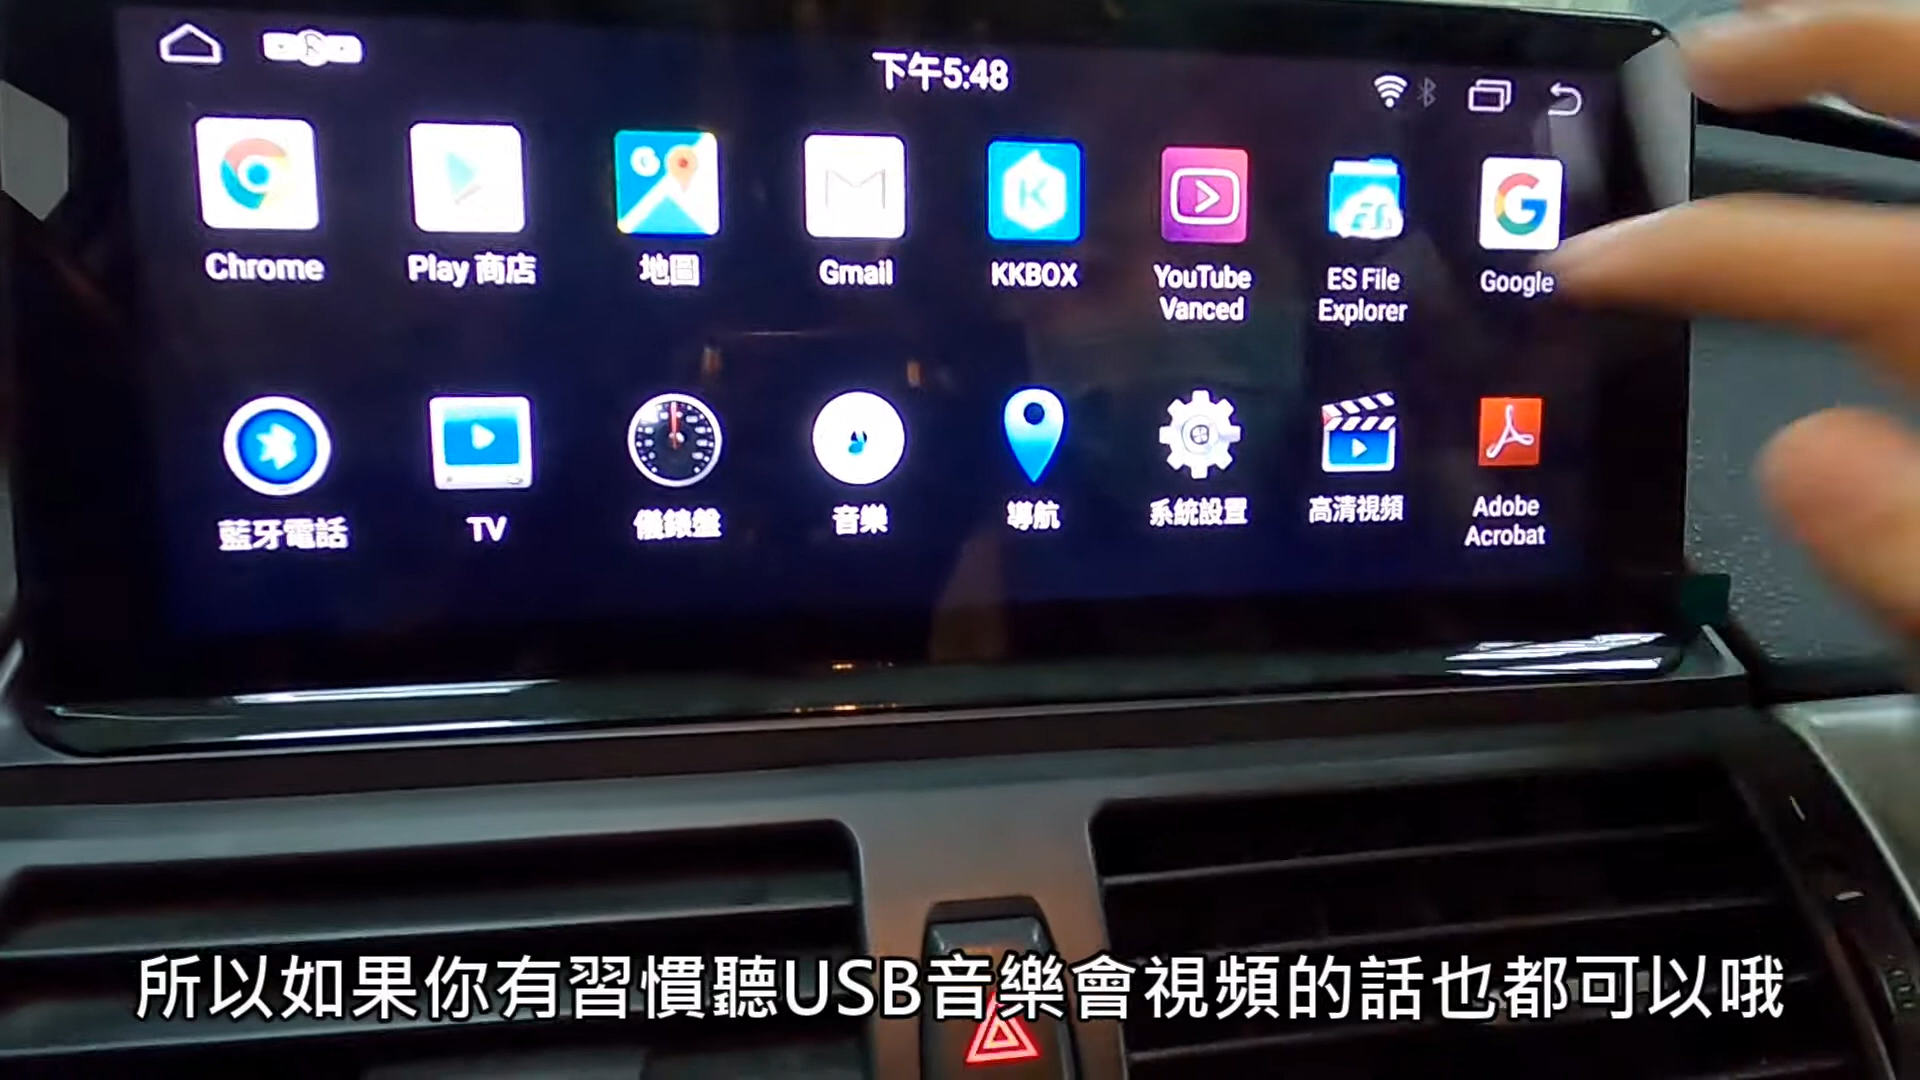 下午5:48
Chrome
Play 商店
地圖
Gmail
KKBOX
YouTube
Vanced
ES File
Explorer
Google
藍牙電話
TV
儀錶盤
音樂
導航
系統設置
高清視頻
Adobe
Acrobat
所以如果你有習慣聽USB音樂會視頻的話也都可以哦